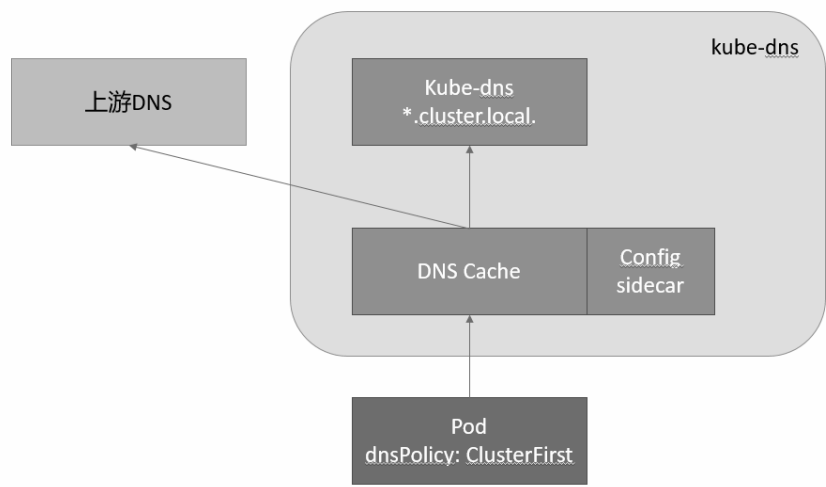 kube-dns
上游DNS
Kube-dns
*.cluster.local.
DNS Cache
Config
sidecar
Pod
dnsPolicy: ClusterFirst